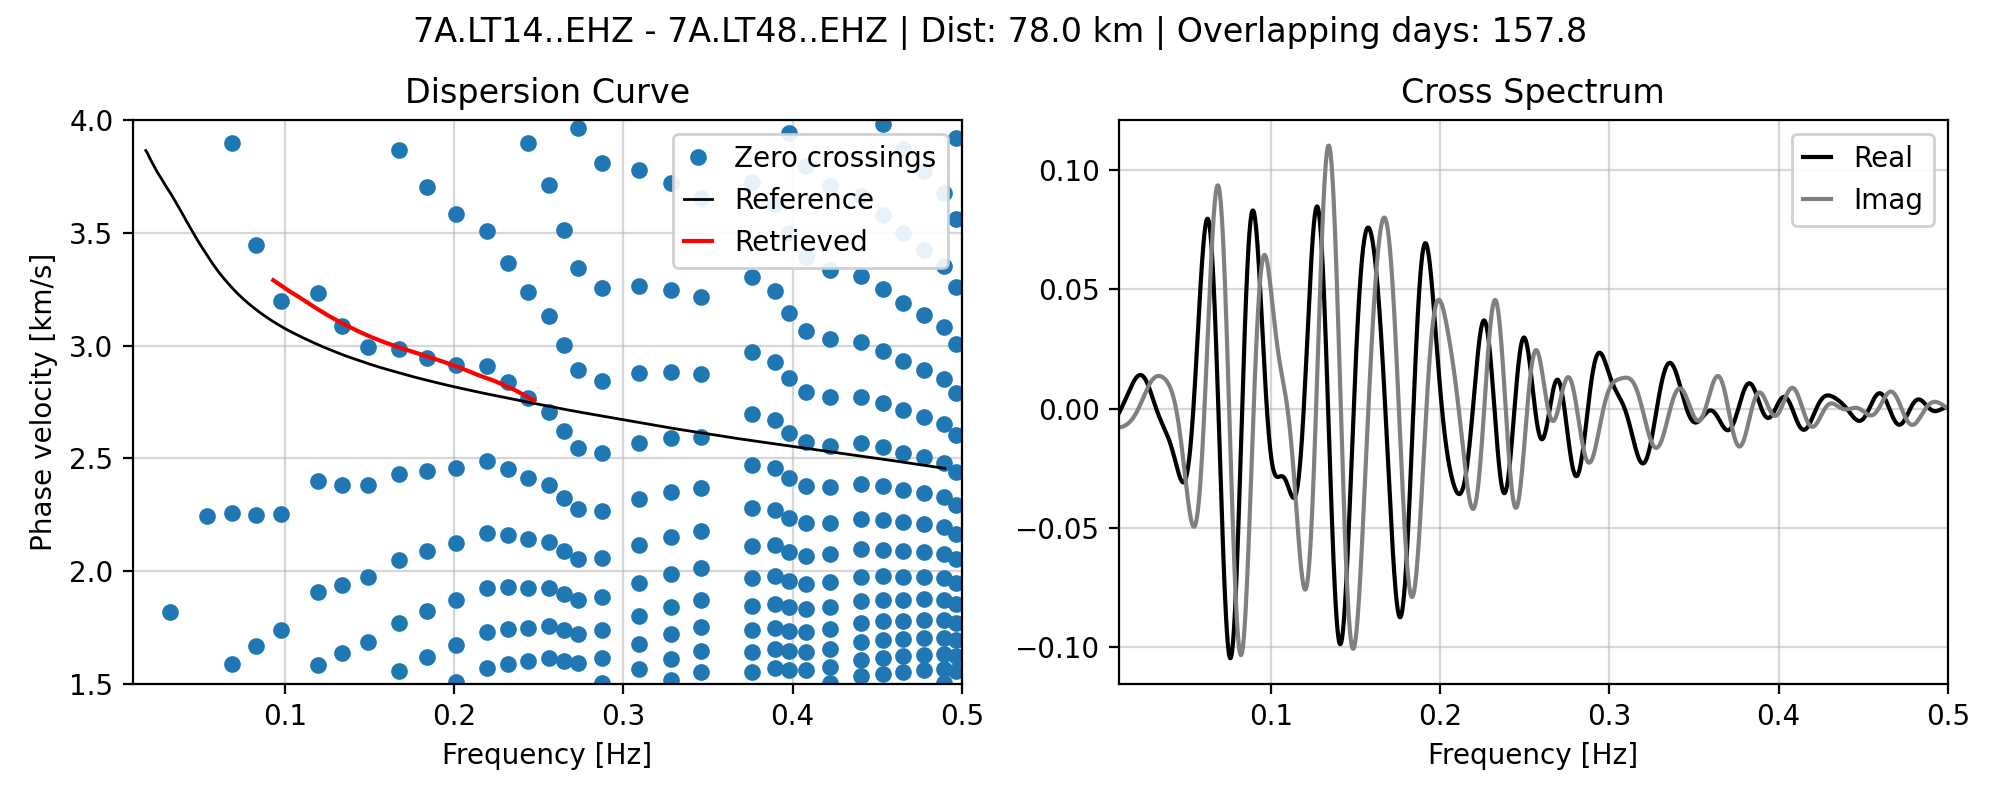 7A.LT14..EHZ - 7A.LT48..EHZ | Dist: 78.0 km | Overlapping days: 157.8
Dispersion Curve
4.0
3.5
3.0
2.5
2.0
1.5
Phase velocity [km/s]
0.1
0.2
0.3
0.4
0.5
Frequency [Hz]
Zero crossings
Reference
Retrieved
Cross Spectrum
0.10
0.05
0.00
−0.05
−0.10
0.1
0.2
0.3
0.4
0.5
Frequency [Hz]
Real
Imag